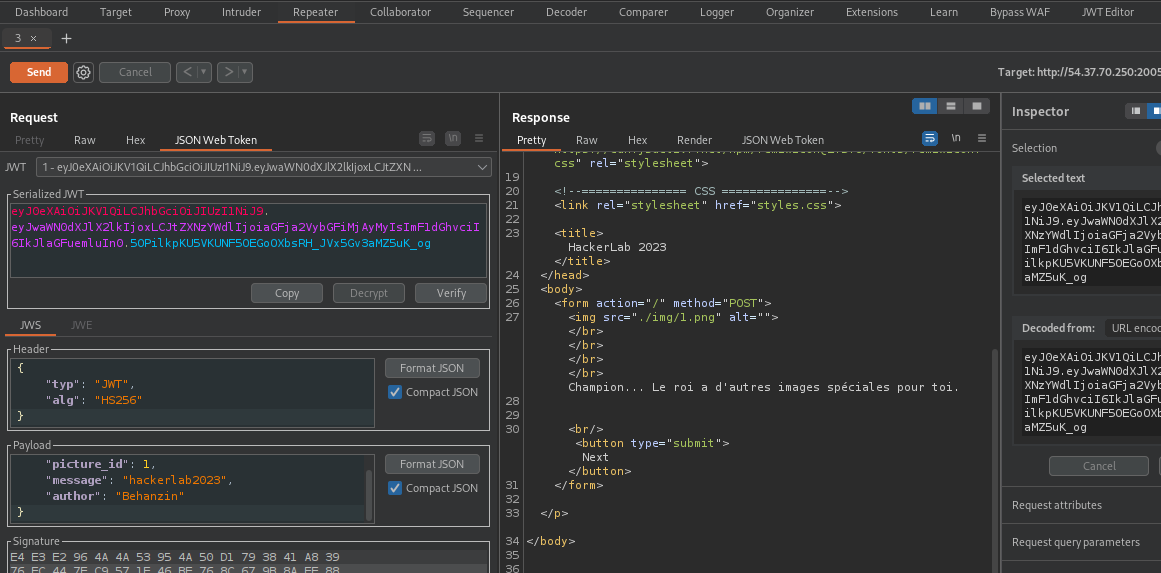 Dashboard Target Proxy Intruder Repeater Collaborator Sequencer Decoder Comparer Logger Organizer Extensions Learn Bypass WAF JWT Editor
3 × +
Send Cancel < > Target: http://54.37.70.250:2005
Request
Pretty Raw Hex JSON Web Token \n
JWT 1 - eyJ0eXAiOiJKV1QiLCJhbGciOiJIUzI1NiJ9.eyJwaWN0dXJlX2lkIjoxLCJtZXN ...
Serialized JWT
eyJ0eXAiOiJKV1QiLCJhbGciOiJIUzI1NiJ9.
eyJwaWN0dXJlX2lkIjoxLCJtZXNzYWdlIjoiaGFja2VybGFiMjAyMyIsImF1dGhvciI
6IkJlaGFuemluIn0.5OPilkpKU5VKUNF5OEGoOXbsRH_JVx5Gv3aMZ5uK_og
Copy Decrypt Verify
JWS JWE
Header
{
"typ": "JWT",
"alg": "HS256"
}
Format JSON
Compact JSON
Payload
"picture_id": 1,
"message": "hackerlab2023",
"author": "Behanzin"
}
Format JSON
Compact JSON
Signature
E4 E3 E2 96 4A 4A 53 95 4A 50 D1 79 38 41 A8 39
Response
Pretty Raw Hex Render JSON Web Token \n
css" rel="stylesheet">
19
20 <!--=============== CSS ===============-->
21 <link rel="stylesheet" href="styles.css">
22
23 <title>
HackerLab 2023
</title>
24 </head>
25 <body>
26 <form action="/" method="POST">
27 <img src="./img/1.png" alt="">
</br>
</br>
</br>
</br>
Champion... Le roi a d'autres images spéciales pour toi.
28
29
30 <br/>
<button type="submit">
Next
</button>
31 </form>
32
33 </p>
34 </body>
35
36
Inspector
Selection
Selected text
eyJ0eXAiOiJKV1QiLCJh
1NiJ9.eyJwaWN0dXJlX2
NzYWdlIjoiaGFja2Vyb
ImF1dGhvciI6IkJlaGFu
ilkpKU5VKUNF5OEGoOXb
aMZ5uK_og
Decoded from: URL enco
eyJ0eXAiOiJKV1QiLCJh
1NiJ9.eyJwaWN0dXJlX2
NzYWdlIjoiaGFja2Vyb
ImF1dGhvciI6IkJlaGFu
ilkpKU5VKUNF5OEGoOXb
aMZ5uK_og
Cancel
Request attributes
Request query parameters